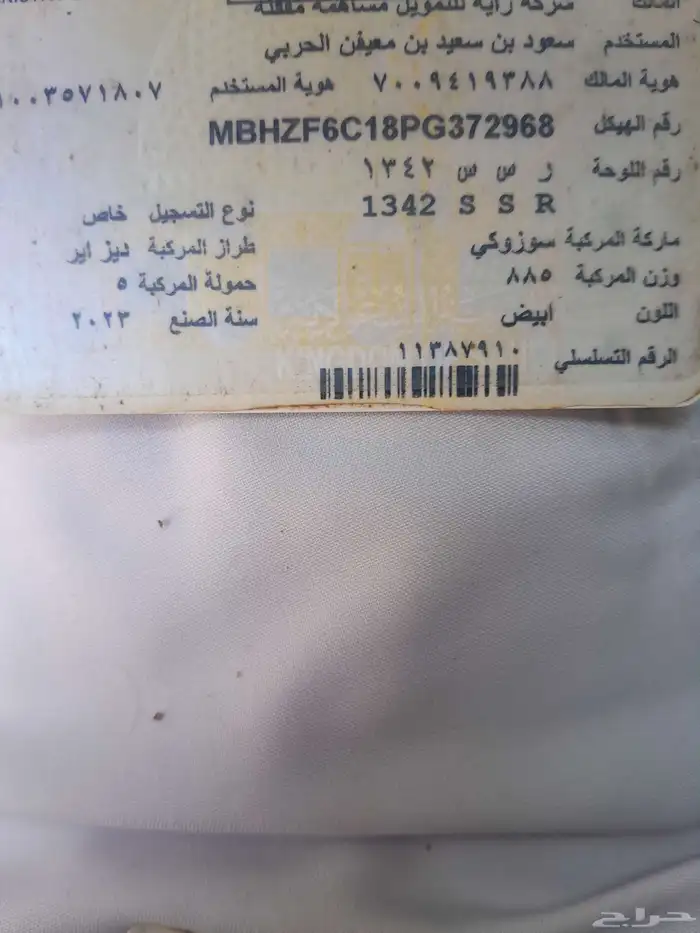 المالك شركة راية للتمويل مساهمة مقفلة
المستخدم سعود بن سعيد بن معيفن الحربي
هوية المالك ٧٠٠٩٤١٩٣٨٨ هوية المستخدم ١٠٠٣٥٧١٨٠٧
رقم الهيكل MBHZF6C18PG372968
رقم اللوحة ر س س ١٣٤٢
1342 S S R نوع التسجيل خاص
ماركة المركبة سوزوكي طراز المركبة ديز اير
وزن المركبة ٨٨٥ حمولة المركبة ٥
اللون ابيض سنة الصنع ٢٠٢٣
الرقم التسلسلي ١١٣٨٧٩١٠
حراج